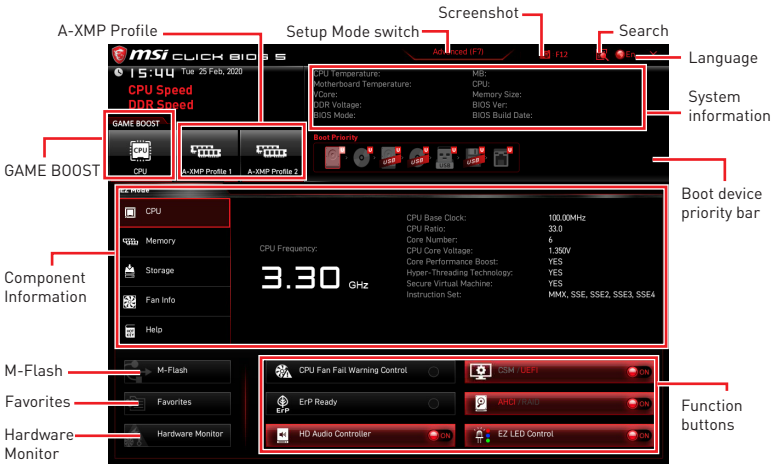 Screenshot
A-XMP Profile
Setup Mode switch
Search
msi CLICK BIOS 5
Advanced (F7)
F12
En
X
Language
15:44 Tue 25 Feb, 2020
CPU Speed
DDR Speed
CPU Temperature:
Motherboard Temperature:
VCore:
DDR Voltage:
BIOS Mode:
MB:
CPU:
Memory Size:
BIOS Ver:
BIOS Build Date:
System
information
GAME BOOST
CPU
CPU
A-XMP Profile 1
A-XMP Profile 2
GAME BOOST
Boot Priority
U
U
USB
U
USB
USB
U
USB
U
Boot device
priority bar
EZ Mode
CPU
Memory
Storage
Fan Info
Help
Component
Information
CPU Frequency:
3.30 GHz
CPU Base Clock: 100.00MHz
CPU Ratio: 33.0
Core Number: 6
CPU Core Voltage: 1.350V
Core Performance Boost: YES
Hyper-Threading Technology: YES
Secure Virtual Machine: YES
Instruction Set: MMX, SSE, SSE2, SSE3, SSE4
M-Flash
Favorites
Hardware
Monitor
M-Flash
Favorites
Hardware Monitor
CPU Fan Fail Warning Control
ErP
ErP Ready
HD Audio Controller ON
CSM / UEFI ON
AHCI / RAID ON
EZ LED Control ON
Function
buttons